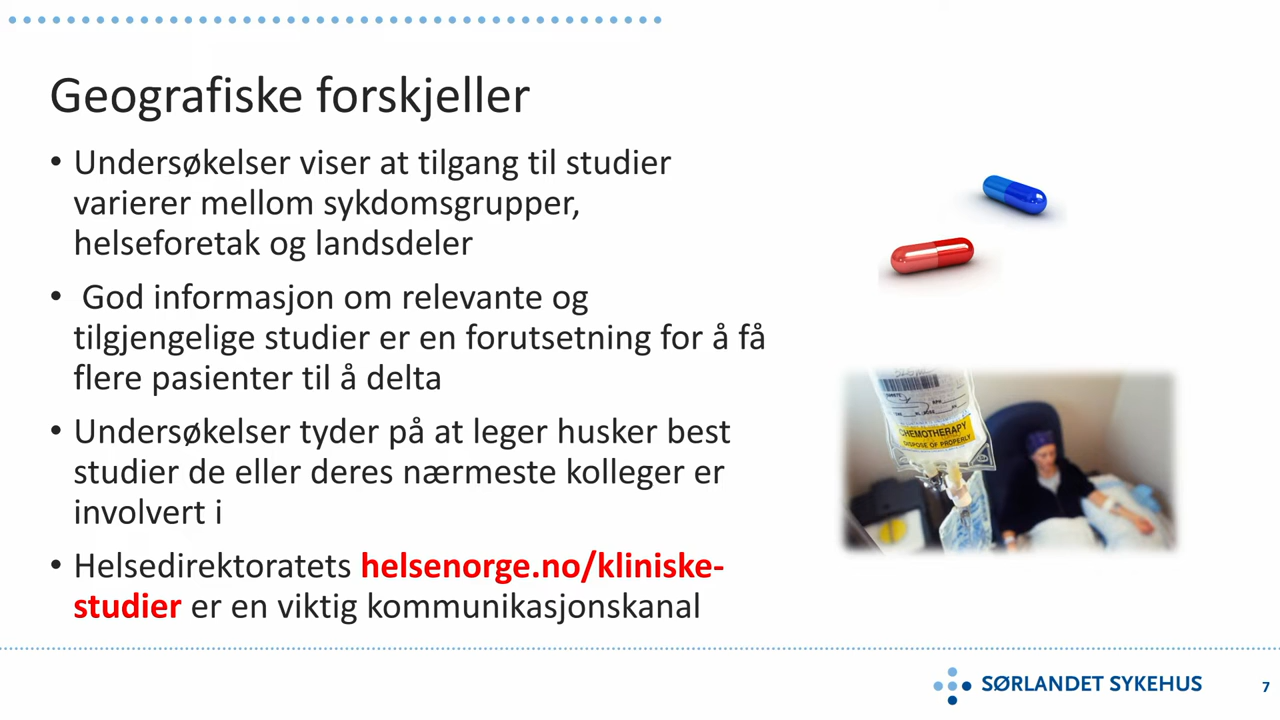 Geografiske forskjeller
• Undersøkelser viser at tilgang til studier
varierer mellom sykdomsgrupper,
helseforetak og landsdeler
• God informasjon om relevante og
tilgjengelige studier er en forutsetning for å få
flere pasienter til å delta
• Undersøkelser tyder på at leger husker best
studier de eller deres nærmeste kolleger er
involvert i
• Helsedirektoratets helsenorge.no/kliniske-
studier er en viktig kommunikasjonskanal
CHEMOTHERAPY
DISPOSE OF PROPERLY
SØRLANDET SYKEHUS
7